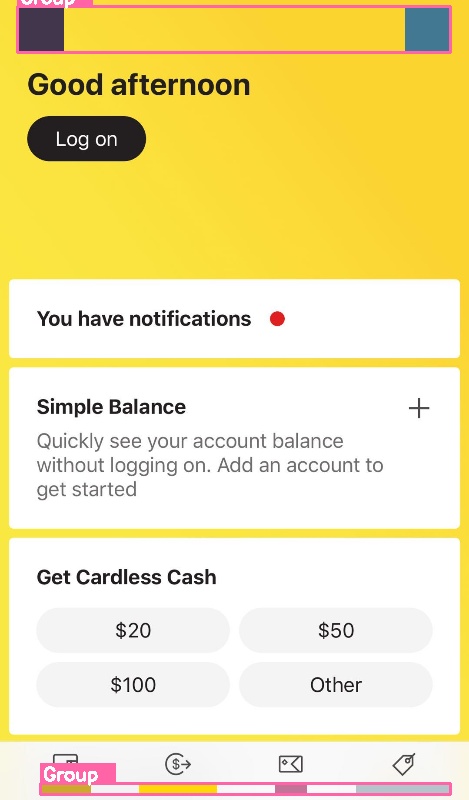 Group
Good afternoon
Log on
You have notifications
Simple Balance
Quickly see your account balance
without logging on. Add an account to
get started
Get Cardless Cash
$20
$50
$100
Other
$
Group